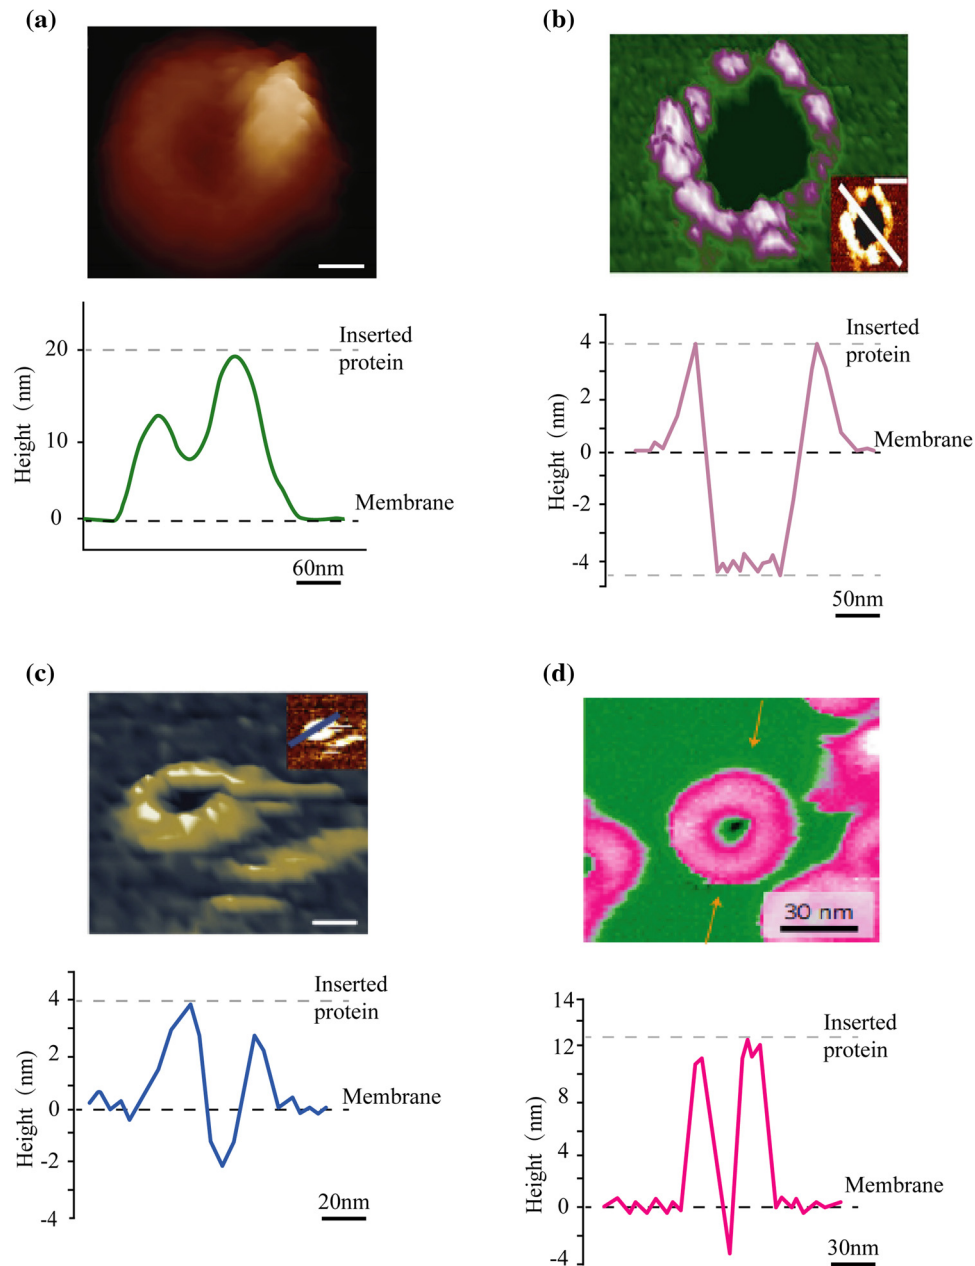 (a)
20
10
0
Height (nm)
Inserted
protein
Membrane
60nm
(b)
4
2
0
-2
-4
Height (nm)
Inserted
protein
Membrane
50nm
(c)
4
2
0
-2
-4
Height (nm)
Inserted
protein
Membrane
20nm
(d)
30 nm
14
12
8
4
0
-4
Height (nm)
Inserted
protein
Membrane
30nm